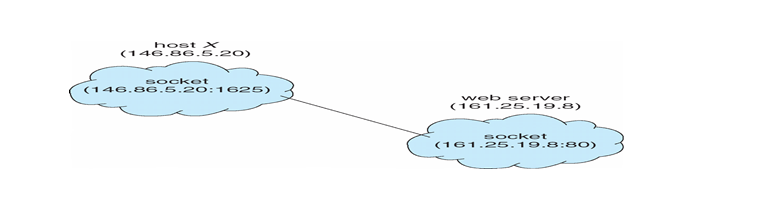 host X
(146.86.5.20)
socket
(146.86.5.20:1625)
web server
(161.25.19.8)
socket
(161.25.19.8:80)